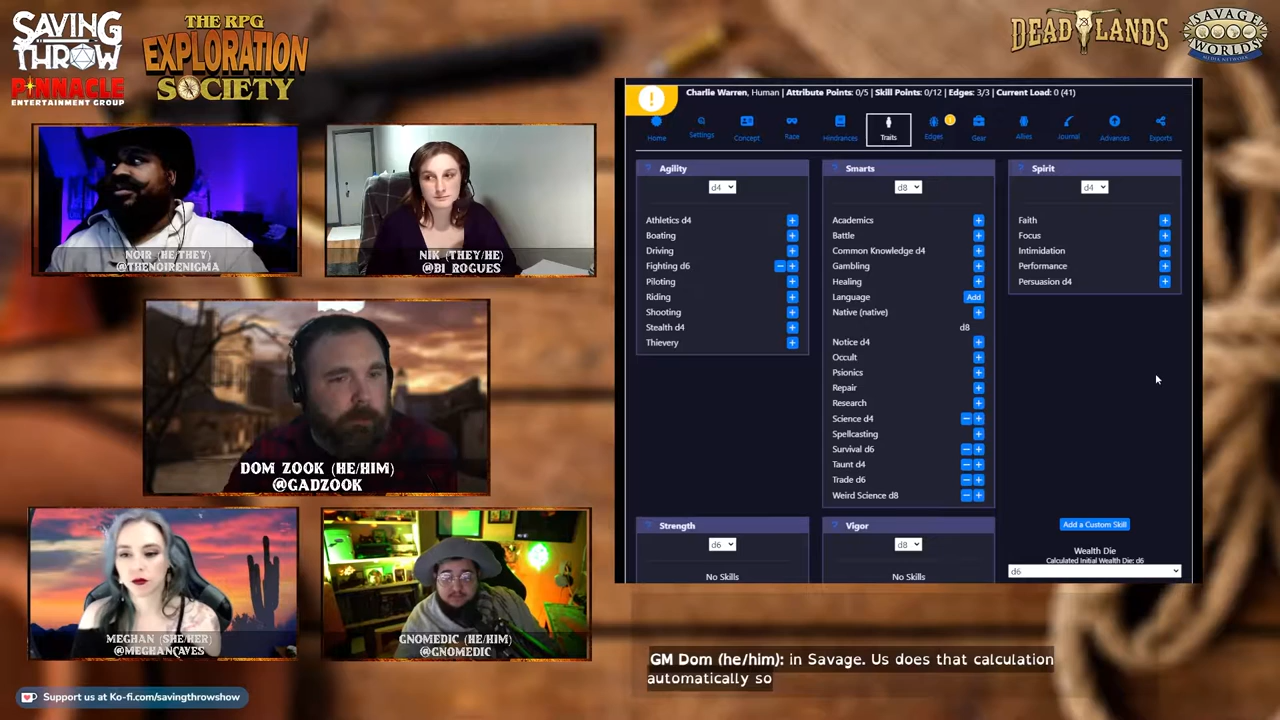 SAVING
THROW
PINNACLE
ENTERTAINMENT GROUP
THE RPG
EXPLORATION
SOCIETY
DEADLANDS
SAVAGE
WORLDS
MEDIA NETWORK
NOIR (HE/THEY)
@THENOIRENIGMA
NIK (THEY/HE)
@BI_ROGUES
DOM ZOOK (HE/HIM)
@GADZOOK
MEGHAN (SHE/HER)
@MEGHANCAVES
GNOMEDIC (HE/HIM)
@GNOMEDIC
Support us at Ko-fi.com/savingthrowshow
Charlie Warren, Human | Attribute Points: 0/5 | Skill Points: 0/12 | Edges: 3/3 | Current Load: 0 (41)
Home Settings Concept Race Hindrances Traits Edges Gear Allies Journal Advances Exports
? Agility
d4
Athletics d4
Boating
Driving
Fighting d6
Piloting
Riding
Shooting
Stealth d4
Thievery
? Smarts
d8
Academics
Battle
Common Knowledge d4
Gambling
Healing
Language Add
Native (native)
d8
Notice d4
Occult
Psionics
Repair
Research
Science d4
Spellcasting
Survival d6
Taunt d4
Trade d6
Weird Science d8
? Spirit
d4
Faith
Focus
Intimidation
Performance
Persuasion d4
? Strength
d6
No Skills
? Vigor
d8
No Skills
Add a Custom Skill
Wealth Die
Calculated Initial Wealth Die: d6
d6
GM Dom (he/him): in Savage. Us does that calculation
automatically so